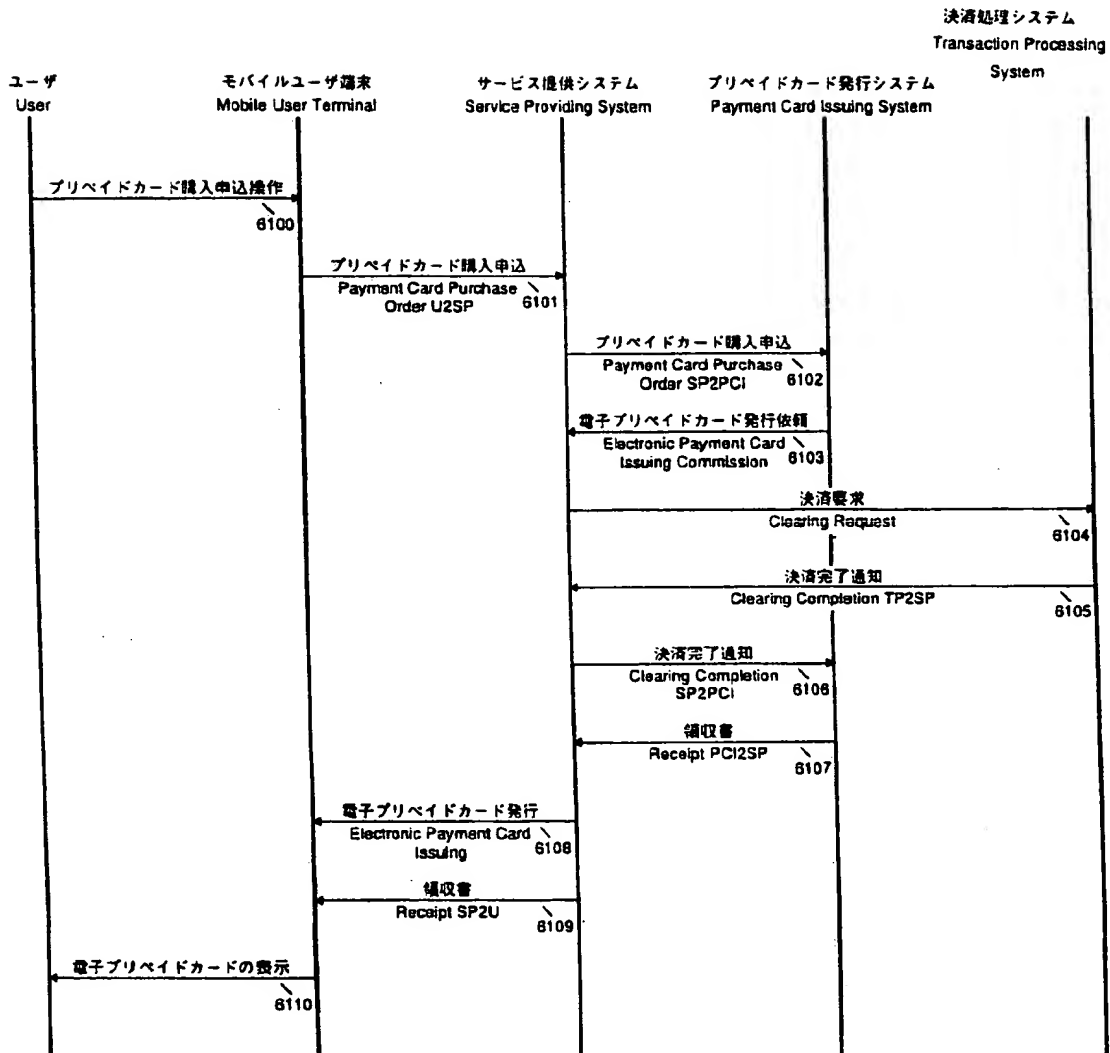 決済処理システム
Transaction Processing
System
ユーザ
User
モバイルユーザ端末
Mobile User Terminal
サービス提供システム
Service Providing System
プリペイドカード発行システム
Payment Card Issuing System
プリペイドカード購入申込操作
6100
プリペイドカード購入申込
Payment Card Purchase
Order U2SP
6101
プリペイドカード購入申込
Payment Card Purchase
Order SP2PCI
6102
電子プリペイドカード発行依頼
Electronic Payment Card
Issuing Commission
6103
決済要求
Clearing Request
6104
決済完了通知
Clearing Completion TP2SP
6105
決済完了通知
Clearing Completion
SP2PCI
6106
領収書
Receipt PCI2SP
6107
電子プリペイドカード発行
Electronic Payment Card
Issuing
6108
領収書
Receipt SP2U
6109
電子プリペイドカードの表示
6110